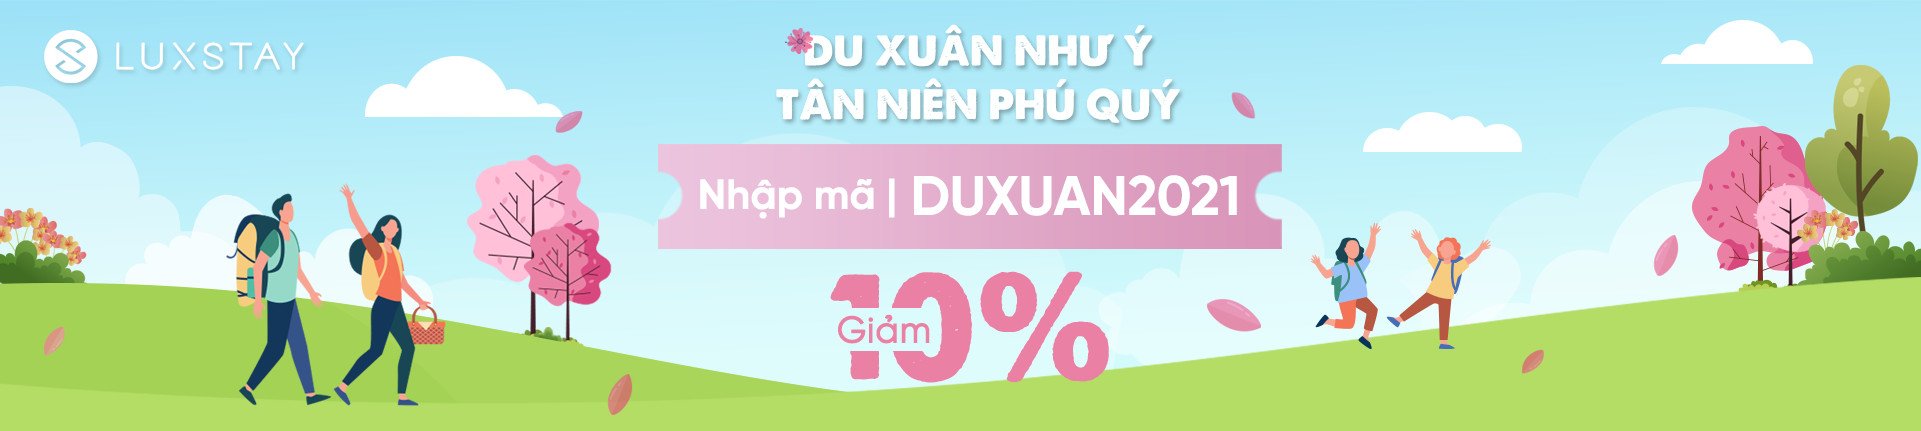 LUXSTAY
DU XUÂN NHƯ Ý
TÂN NIÊN PHÚ QUÝ
Nhập mã | DUXUAN2021
Giảm 10%